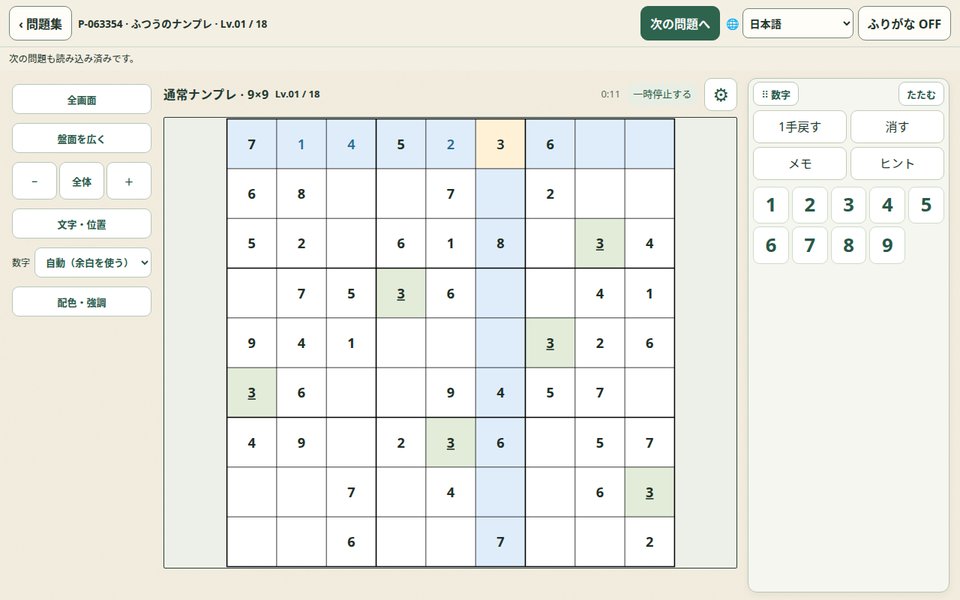 ‹ 問題集 P-063354 · ふつうのナンプレ · Lv.01 / 18 次の問題へ 🌐 日本語 ふりがな OFF
次の問題も読み込み済みです。
全画面
盤面を広く
− 全体 +
文字・位置
数字 自動（余白を使う）
配色・強調
通常ナンプレ · 9×9 Lv.01 / 18 0:11 一時停止する ⚙
7 1 4 5 2 3 6
6 8 7 2
5 2 6 1 8 3 4
7 5 3 6 4 1
9 4 1 3 2 6
3 6 9 4 5 7
4 9 2 3 6 5 7
7 4 6 3
6 7 2
⠿ 数字 たたむ
1手戻す 消す
メモ ヒント
1 2 3 4 5
6 7 8 9